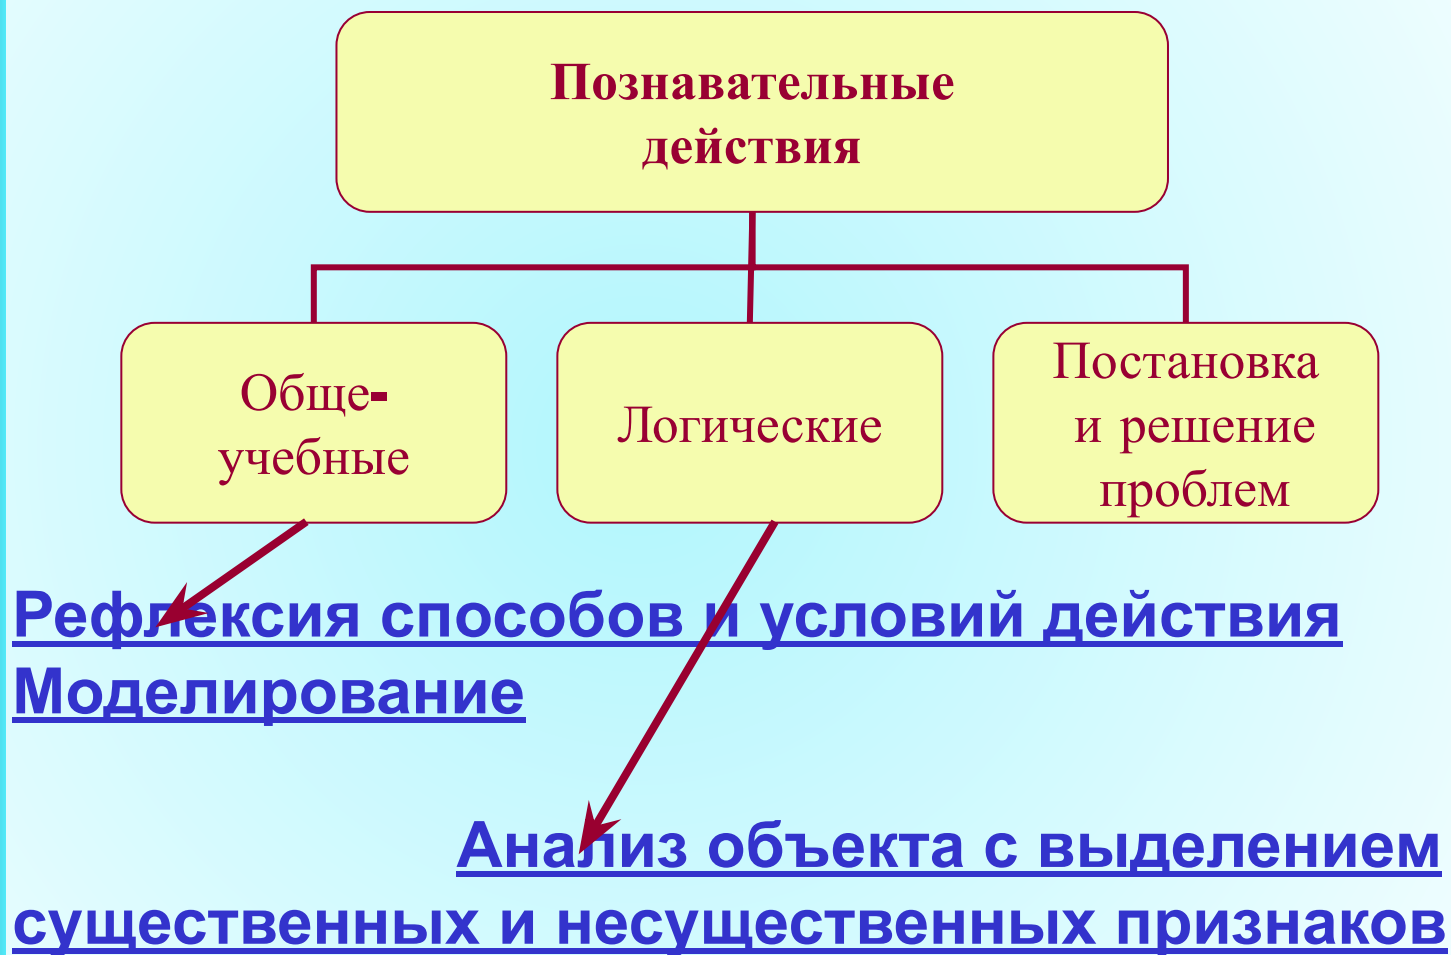 Познавательные
действия
Обще-
учебные
Логические
Постановка
и решение
проблем
Рефлексия способов и условий действия
Моделирование
Анализ объекта с выделением
существенных и несущественных признаков